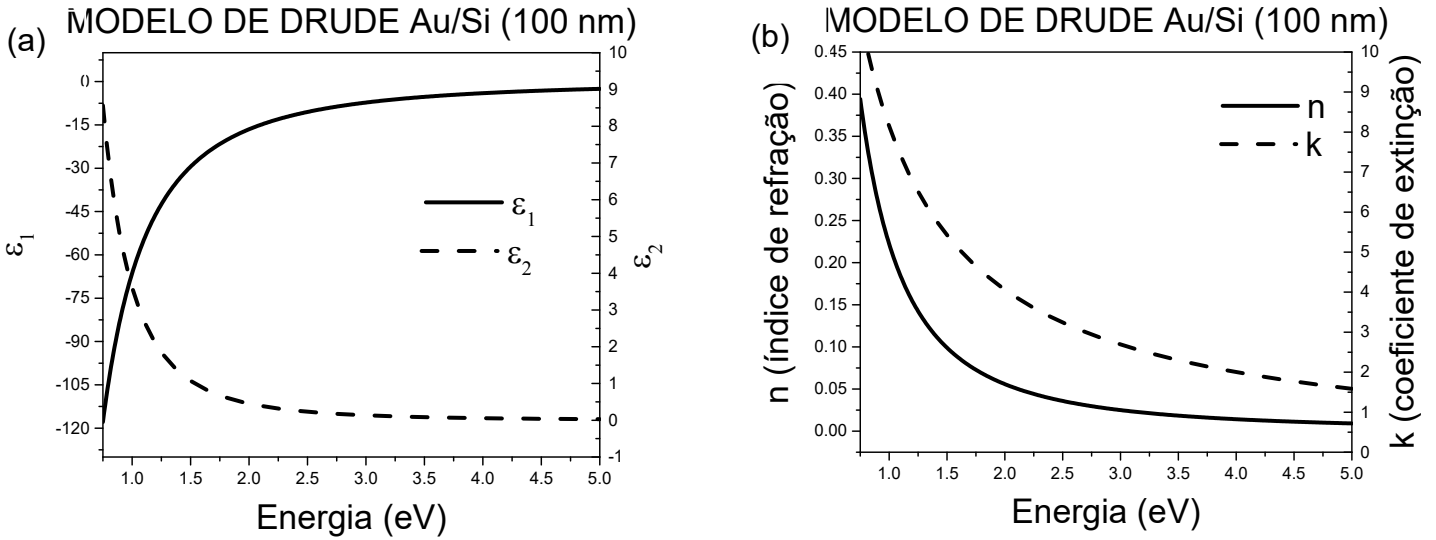 (a)
MODELO DE DRUDE Au/Si (100 nm)
0
-15
-30
-45
-60
-75
-90
-105
-120
ε1
10
9
8
7
6
5
4
3
2
1
0
-1
ε2
ε1
ε2
1.0 1.5 2.0 2.5 3.0 3.5 4.0 4.5 5.0
Energia (eV)
(b)
MODELO DE DRUDE Au/Si (100 nm)
0.45
0.40
0.35
0.30
0.25
0.20
0.15
0.10
0.05
0.00
n (índice de refração)
10
9
8
7
6
5
4
3
2
1
0
k (coeficiente de extinção)
n
k
1.0 1.5 2.0 2.5 3.0 3.5 4.0 4.5 5.0
Energia (eV)